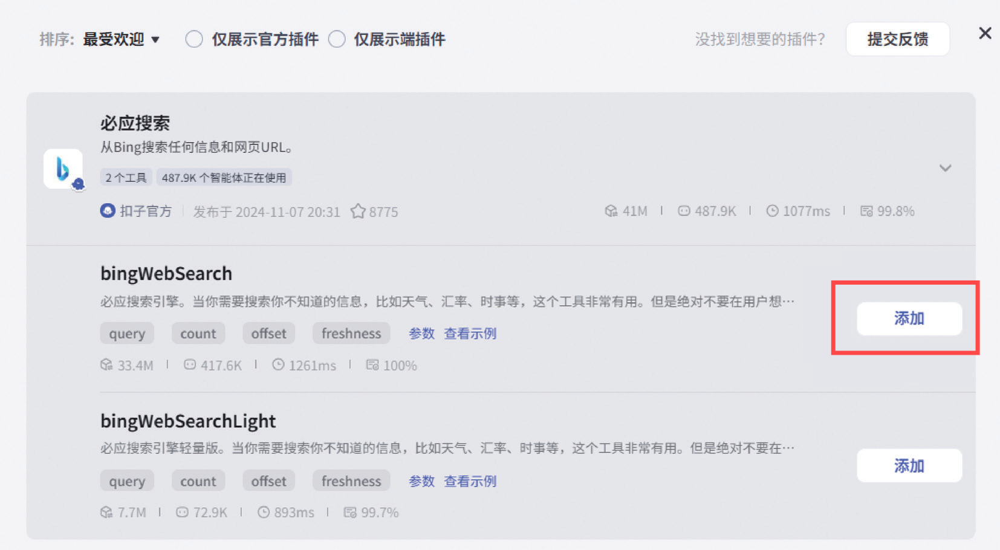 排序: 最受欢迎 仅展示官方插件 仅展示端插件 没找到想要的插件? 提交反馈
必应搜索
从Bing搜索任何信息和网页URL。
2 个工具 487.9K 个智能体正在使用
扣子官方 发布于 2024-11-07 20:31 8775 41M 487.9K 1077ms 99.8%
bingWebSearch
必应搜索引擎。当你需要搜索你不知道的信息，比如天气、汇率、时事等，这个工具非常有用。但是绝对不要在用户想…
添加
query count offset freshness 参数 查看示例
33.4M 417.6K 1261ms 100%
bingWebSearchLight
必应搜索引擎轻量版。当你需要搜索你不知道的信息，比如天气、汇率、时事等，这个工具非常有用。但是绝对不要在…
添加
query count offset freshness 参数 查看示例
7.7M 72.9K 893ms 99.7%